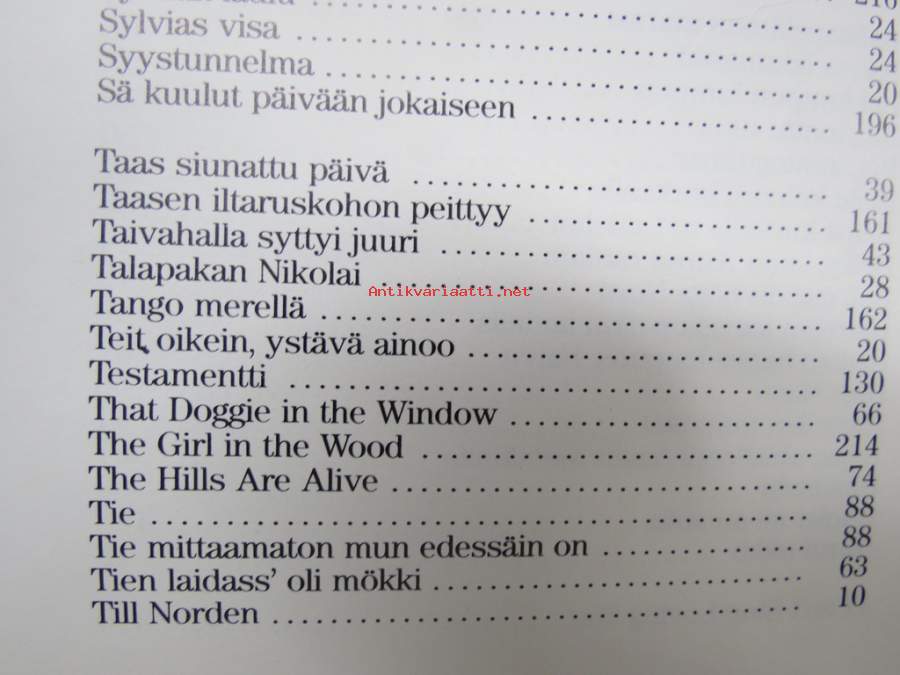 24
Sylvias visa ........................ 24
Syystunnelma ........................ 20
Sä kuulut päivään jokaiseen ................ 196
Taas siunattu päivä ........................ 39
Taasen iltaruskohon peittyy ................ 161
Taivahalla syttyi juuri ........................ 43
Talapakan Nikolai ........................ 28
Antikvariaatti.net
Tango merellä ........................ 162
Teit oikein, ystävä ainoo ........................ 20
Testamentti ........................ 130
That Doggie in the Window ................ 66
The Girl in the Wood ........................ 214
The Hills Are Alive ........................ 74
Tie ........................ 88
Tie mittaamaton mun edessäin on ............ 88
Tien laidass’ oli mökki ........................ 63
Till Norden ........................ 10